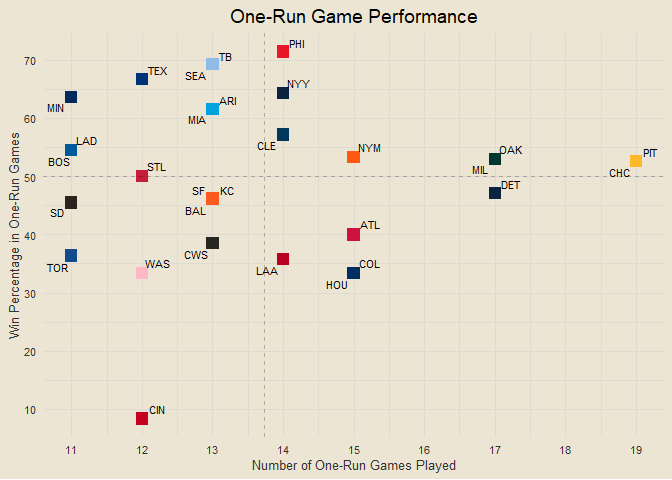 One-Run Game Performance
Win Percentage in One-Run Games
70
60
50
40
30
20
10
PHI
TB
SEA
TEX
NYY
MIN
ARI
MIA
CLE
LAD
BOS
NYM
OAK
MIL
PIT
CHC
STL
DET
SF KC
BAL
SD
ATL
CWS
TOR
WAS
LAA
COL
HOU
CIN
11 12 13 14 15 16 17 18 19
Number of One-Run Games Played